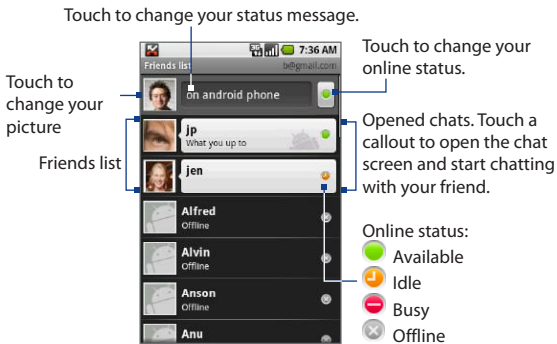 Touch to change your status message.
7:36 AM
Friends list
b@gmail.com
Touch to change your
online status.
Touch to
change your
picture
on android phone
jp
What you up to
Opened chats. Touch a
callout to open the chat
screen and start chatting
with your friend.
Friends list
jen
Alfred
Offline
Alvin
Offline
Anson
Offline
Anu
Online status:
Available
Idle
Busy
Offline